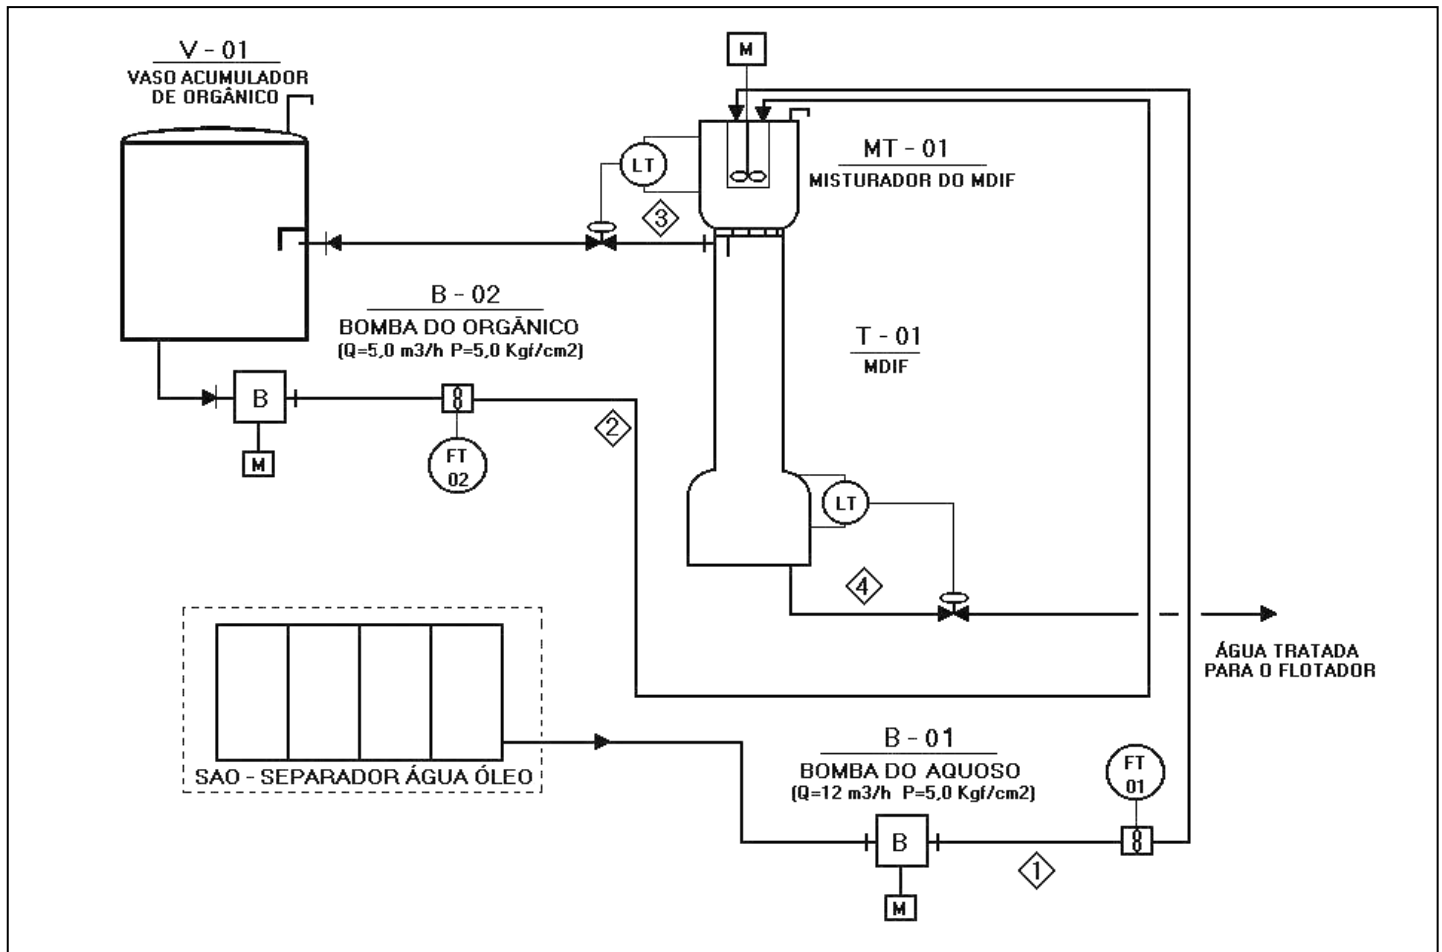 V - 01
VASO ACUMULADOR
DE ORGÂNICO
M
LT
MT - 01
MISTURADOR DO MDIF
3
B - 02
BOMBA DO ORGÂNICO
(Q=5,0 m3/h P=5,0 Kgf/cm2)
T - 01
MDIF
B
M
8
FT
02
2
LT
4
ÁGUA TRATADA
PARA O FLOTADOR
SAO - SEPARADOR ÁGUA ÓLEO
B - 01
BOMBA DO AQUOSO
(Q=12 m3/h P=5,0 Kgf/cm2)
FT
01
B
8
1
M